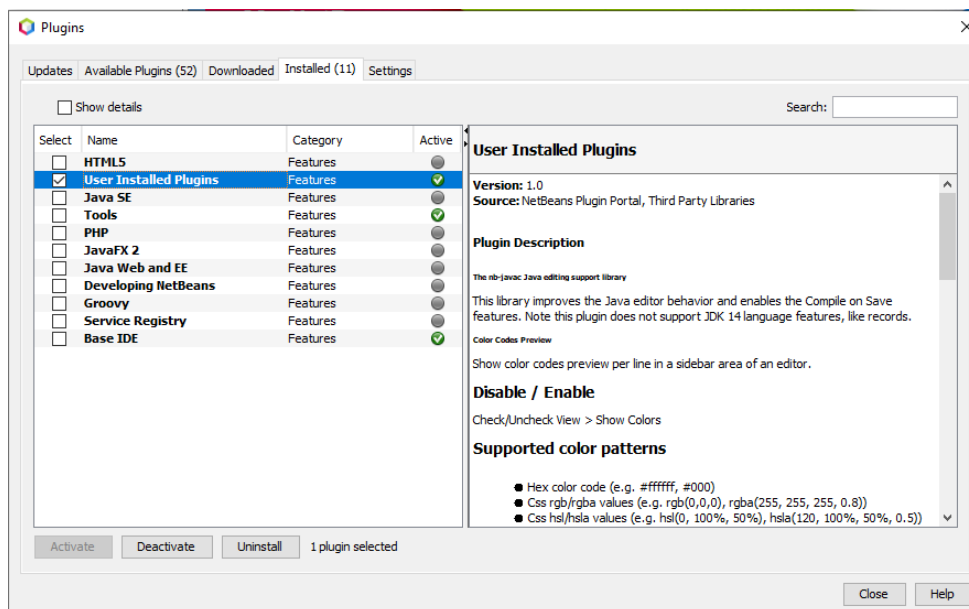 Plugins
Updates Available Plugins (52) Downloaded Installed (11) Settings
Show details
Search:
Select Name Category Active
HTML5 Features
User Installed Plugins Features
Java SE Features
Tools Features
PHP Features
JavaFX 2 Features
Java Web and EE Features
Developing NetBeans Features
Groovy Features
Service Registry Features
Base IDE Features
User Installed Plugins
Version: 1.0
Source: NetBeans Plugin Portal, Third Party Libraries
Plugin Description
The nb-javac Java editing support library
This library improves the Java editor behavior and enables the Compile on Save
features. Note this plugin does not support JDK 14 language features, like records.
Color Codes Preview
Show color codes preview per line in a sidebar area of an editor.
Disable / Enable
Check/Uncheck View > Show Colors
Supported color patterns
Hex color code (e.g. #ffffff, #000)
Css rgb/rgba values (e.g. rgb(0,0,0), rgba(255, 255, 255, 0.8))
Css hsl/hsla values (e.g. hsl(0, 100%, 50%), hsla(120, 100%, 50%, 0.5))
Activate Deactivate Uninstall 1 plugin selected
Close Help